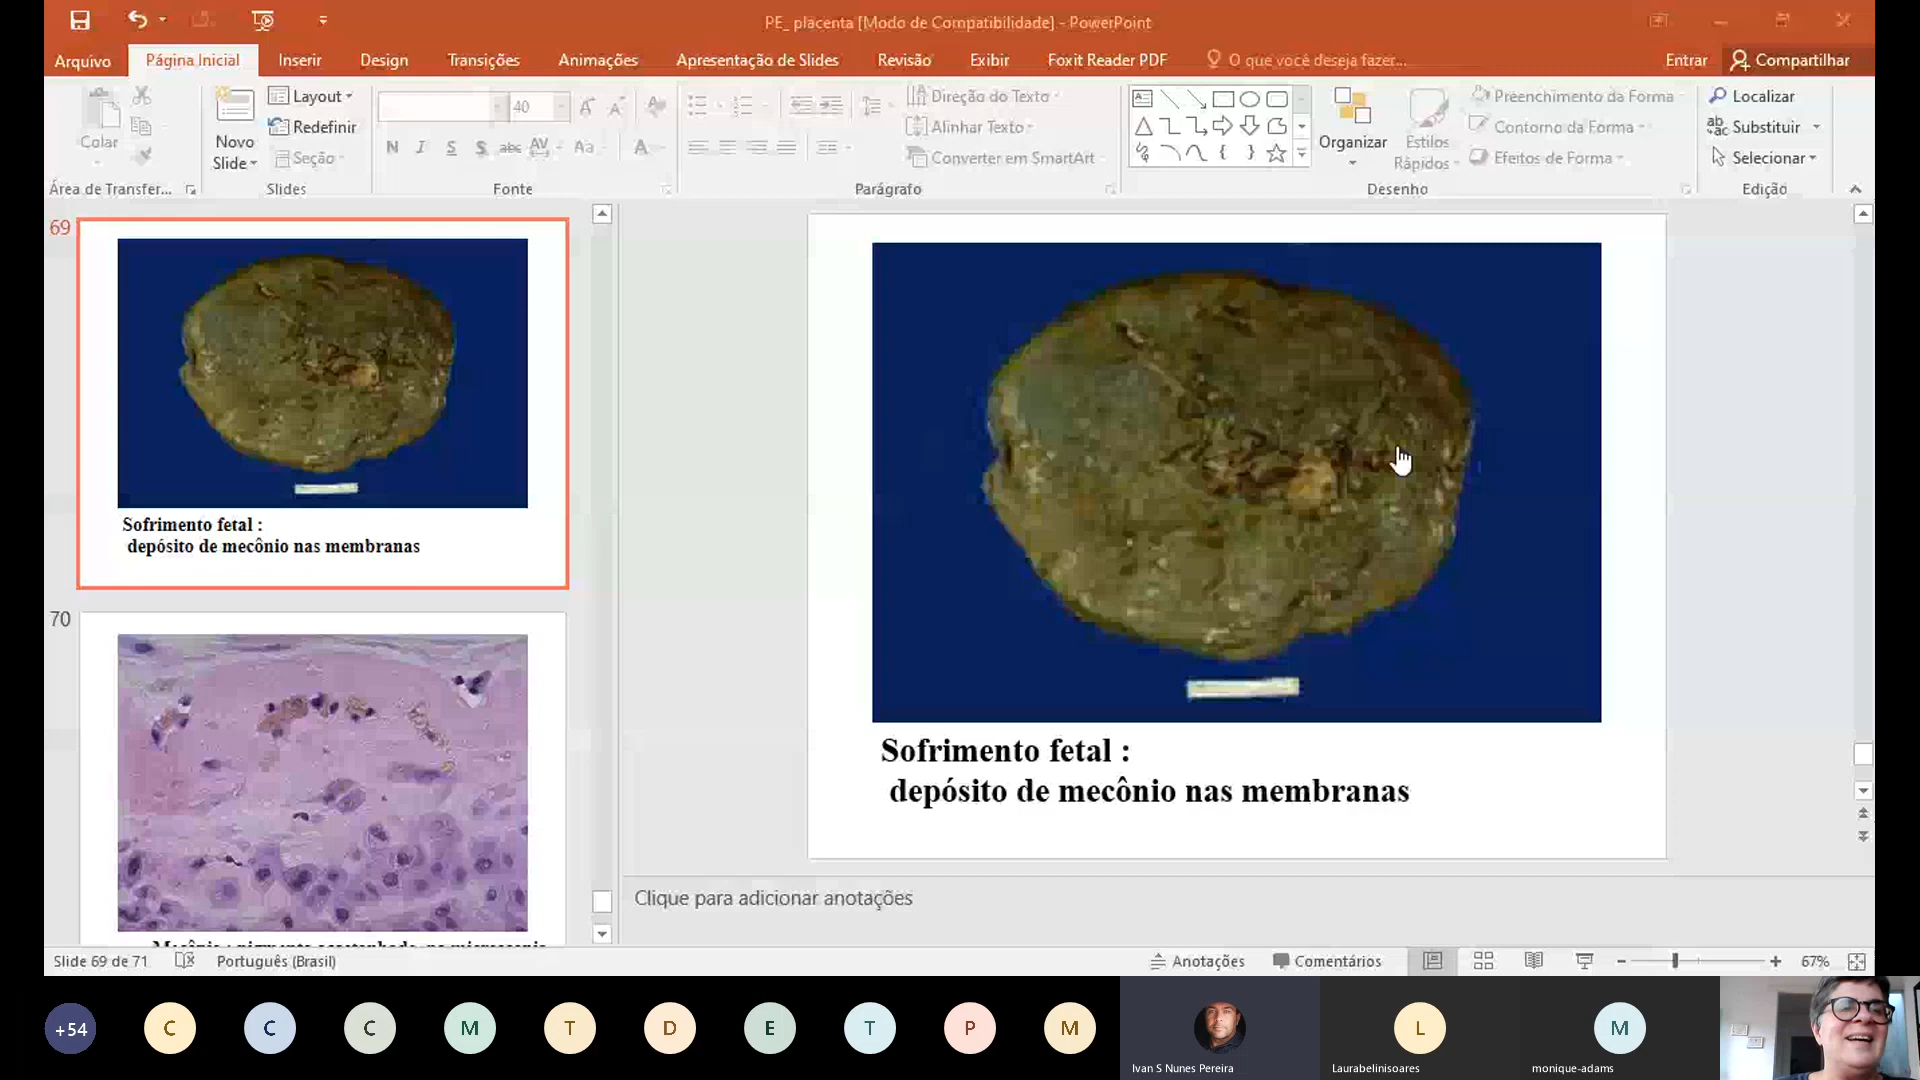 PE_ placenta [Modo de Compatibilidade] - PowerPoint
Arquivo
Página Inicial
Inserir
Design
Transições
Animações
Apresentação de Slides
Revisão
Exibir
Foxit Reader PDF
O que você deseja fazer...
Entrar
Compartilhar
Colar
Novo
Slide
Layout
Redefinir
Seção
40
N I S S abc AV Aa A
Direção do Texto
Alinhar Texto
Converter em SmartArt
Organizar
Estilos
Rápidos
Preenchimento da Forma
Contorno da Forma
Efeitos de Forma
Localizar
Substituir
Selecionar
Área de Transfer...
Slides
Fonte
Parágrafo
Desenho
Edição
69
Sofrimento fetal :
depósito de mecônio nas membranas
70
Sofrimento fetal :
depósito de mecônio nas membranas
Clique para adicionar anotações
Slide 69 de 71
Português (Brasil)
Anotações
Comentários
67%
+54
C
C
C
M
T
D
E
T
P
M
L
M
Ivan S Nunes Pereira
Laurabelinisoares
monique-adams